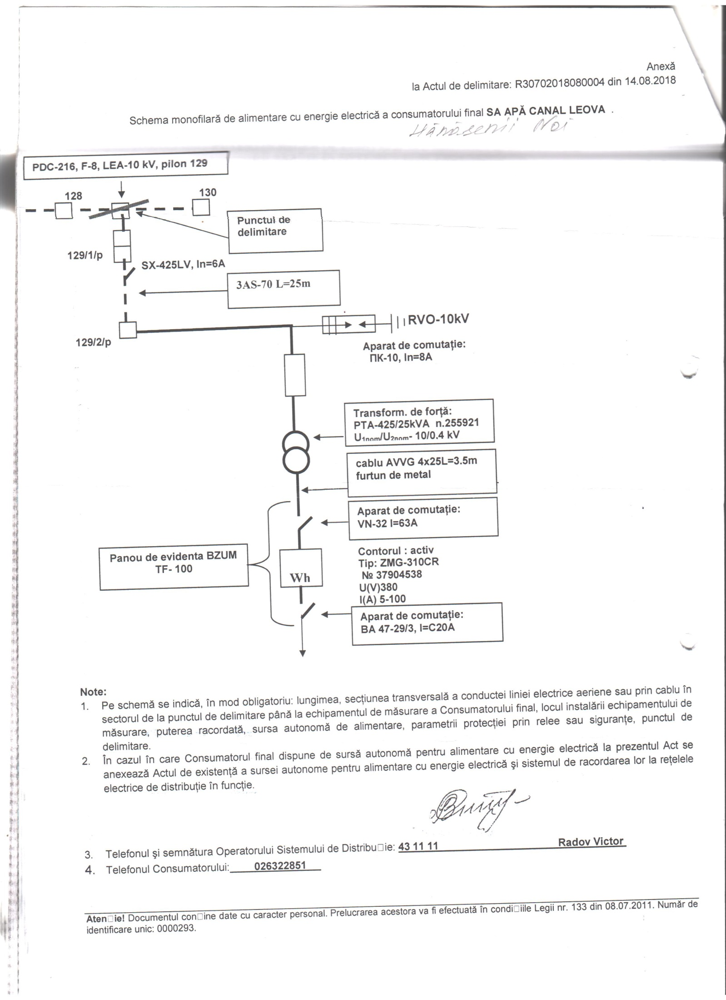 Anexă
la Actul de delimitare: R30702018080004 din 14.08.2018
Schema monofilară de alimentare cu energie electrică a consumatorului final SA APĂ CANAL LEOVA .
Hănăsenii Noi
PDC-216, F-8, LEA-10 kV, pilon 129
128
130
Punctul de
delimitare
129/1/p
SX-425LV, In=6A
3AS-70 L=25m
RVO-10kV
129/2/p
Aparat de comutație:
ПК-10, In=8A
Transform. de forță:
PTA-425/25kVA n.255921
U1nom/U2nom- 10/0.4 kV
cablu AVVG 4x25L=3.5m
furtun de metal
Aparat de comutație:
VN-32 I=63A
Panou de evidenta BZUM
TF- 100
Wh
Contorul : activ
Tip: ZMG-310CR
№ 37904538
U(V)380
I(A) 5-100
Aparat de comutație:
BA 47-29/3, I=C20A
Note:
1. Pe schemă se indică, în mod obligatoriu: lungimea, secțiunea transversală a conductei liniei electrice aeriene sau prin cablu în
sectorul de la punctul de delimitare până la echipamentul de măsurare a Consumatorului final, locul instalării echipamentului de
măsurare, puterea racordată, sursa autonomă de alimentare, parametrii protecției prin relee sau siguranțe, punctul de
delimitare.
2. În cazul în care Consumatorul final dispune de sursă autonomă pentru alimentare cu energie electrică la prezentul Act se
anexează Actul de existență a sursei autonome pentru alimentare cu energie electrică şi sistemul de racordarea lor la rețelele
electrice de distribuție în funcție.
3. Telefonul şi semnătura Operatorului Sistemului de Distribu□ie: 43 11 11 Radov Victor
4. Telefonul Consumatorului: 026322851
Aten□ie! Documentul con□ine date cu caracter personal. Prelucrarea acestora va fi efectuată în condi□iile Legii nr. 133 din 08.07.2011. Număr de
identificare unic: 0000293.